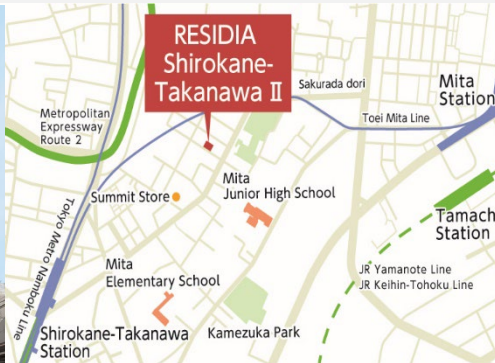 RESIDIA
Shirokane-
Takanawa II
Sakurada dori
Mita
Station
Metropolitan
Expressway
Route 2
Toei Mita Line
Summit Store
Mita
Junior High School
Tokyo Metro Namboku Line
Tamach
Station
Mita
Elementary School
JR Yamanote Line
JR Keihin-Tohoku Line
Shirokane-Takanawa
Station
Kamezuka Park